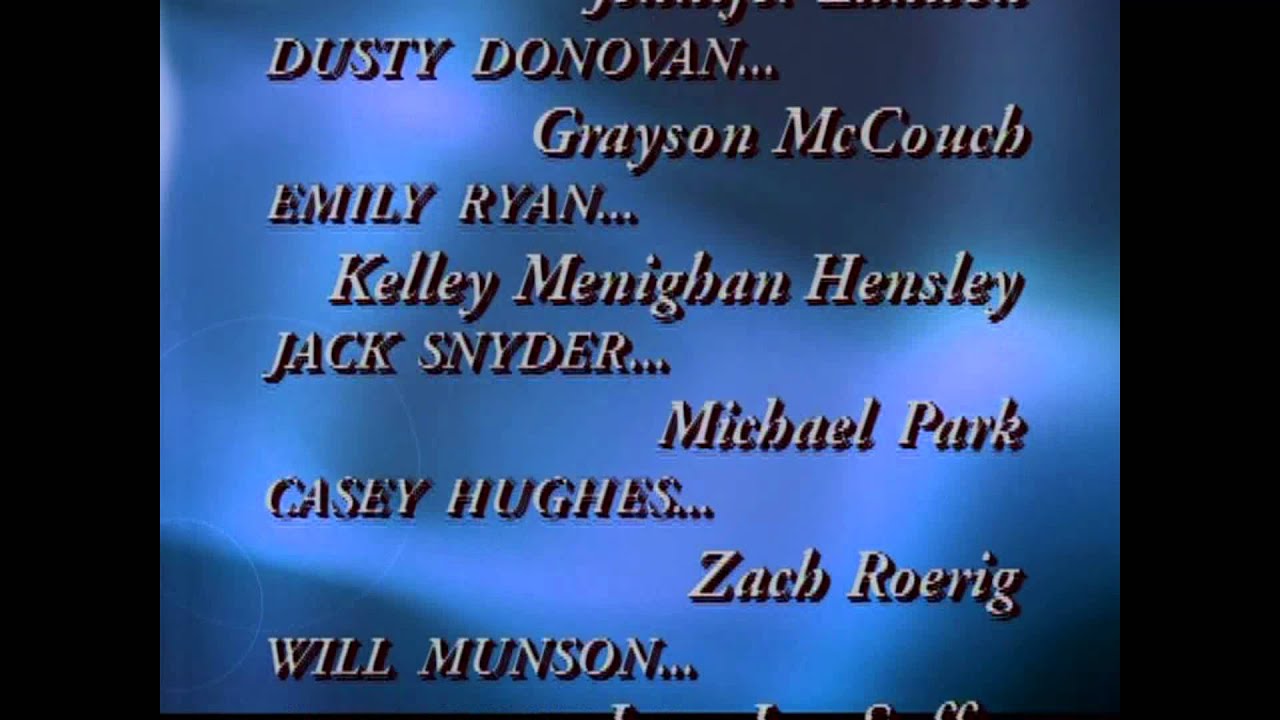 DUSTY DONOVAN...
Grayson McCouch
EMILY RYAN...
Kelley Menighan Hensley
JACK SNYDER...
Michael Park
CASEY HUGHES...
Zach Roerig
WILL MUNSON...